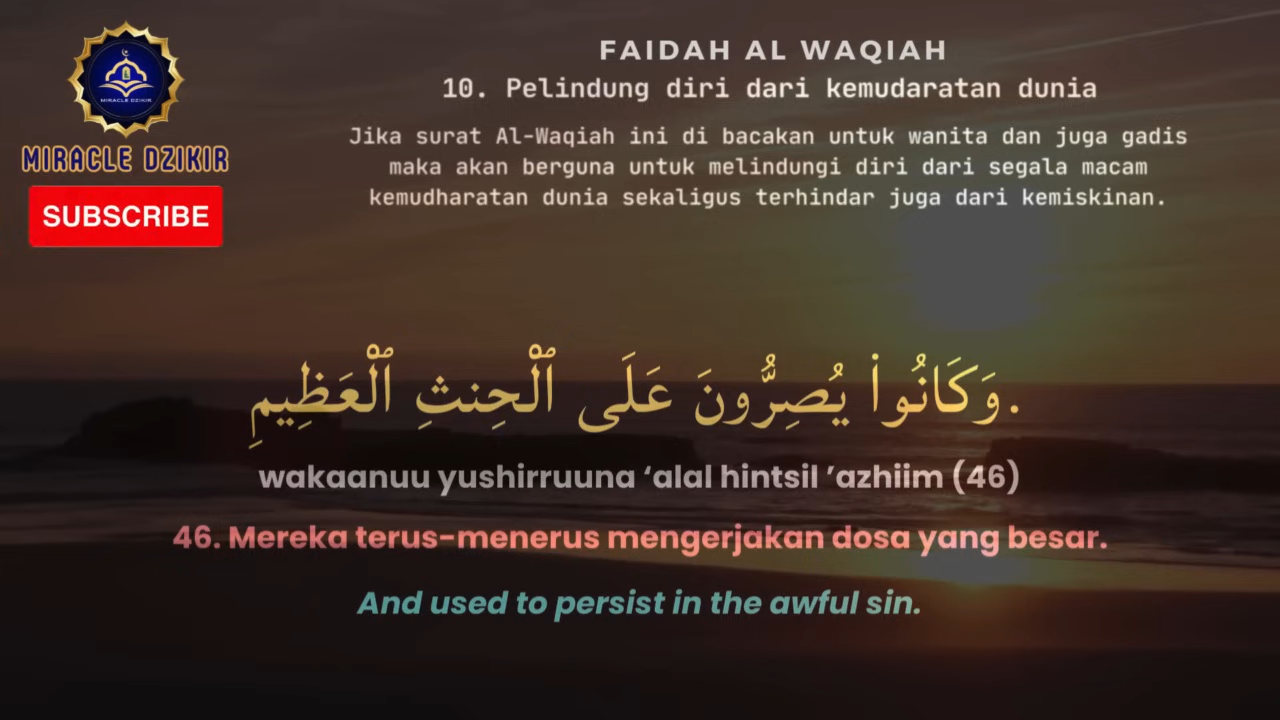 FAIDAH AL WAQIAH
10. Pelindung diri dari kemudaratan dunia
Jika surat Al-Waqiah ini di bacakan untuk wanita dan juga gadis
maka akan berguna untuk melindungi diri dari segala macam
kemudharatan dunia sekaligus terhindar juga dari kemiskinan.
MIRACLE DZIKIR
MIRACLE DZIKIR
SUBSCRIBE
وَكَانُوا۟ يُصِرُّونَ عَلَى ٱلْحِنثِ ٱلْعَظِيمِ.
wakaanuu yushirruuna ‘alal hintsil ’azhiim (46)
46. Mereka terus-menerus mengerjakan dosa yang besar.
And used to persist in the awful sin.